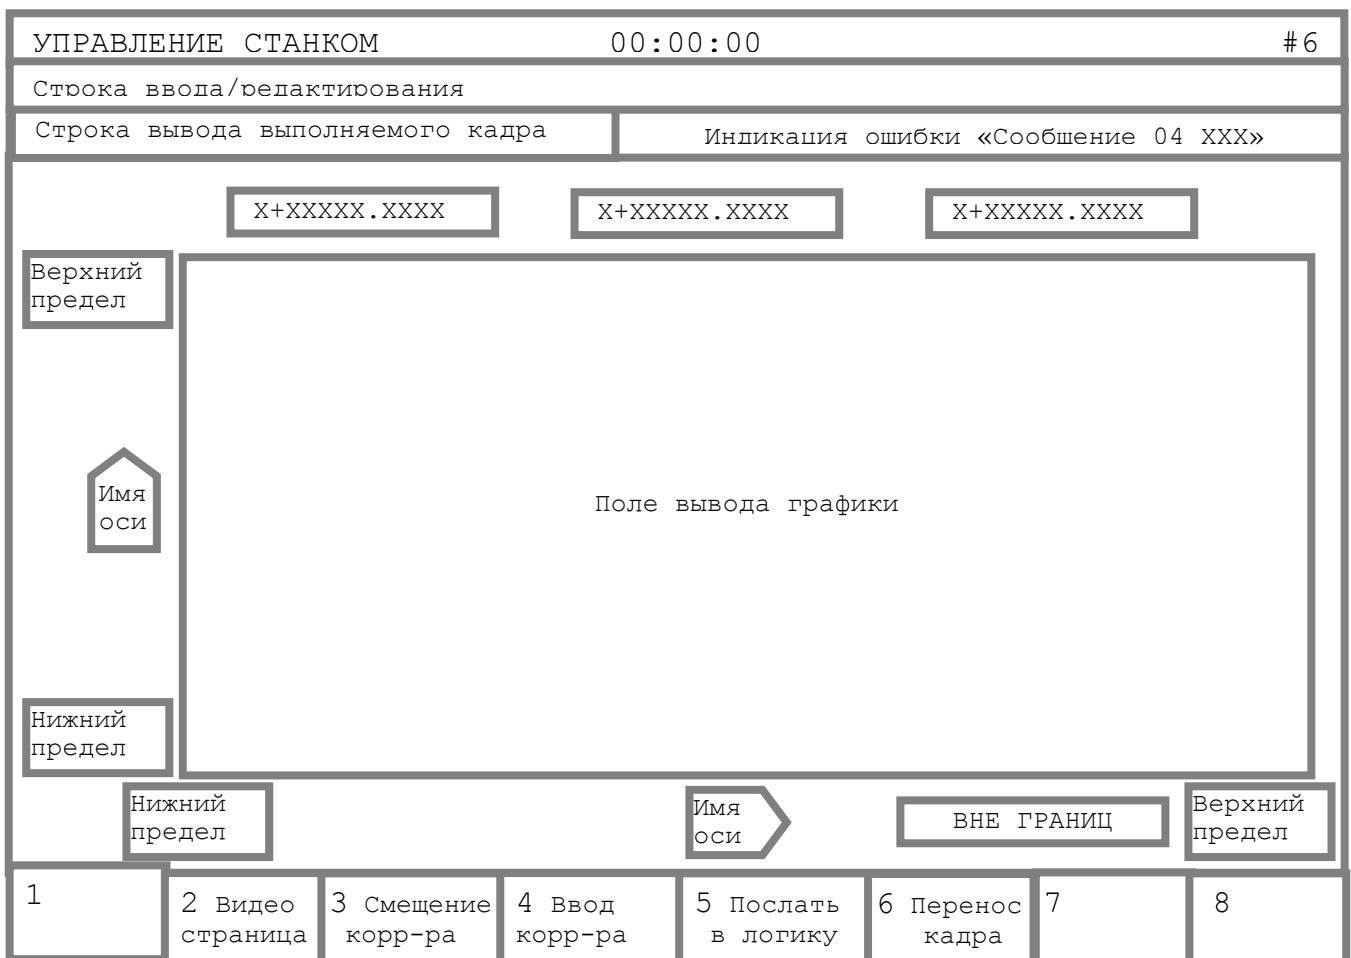 УПРАВЛЕНИЕ СТАНКОМ 00:00:00 #6
Строка ввода/редактирования
Строка вывода выполняемого кадра
Индикация ошибки «Сообшение 04 XXX»
X+XXXXX.XXXX X+XXXXX.XXXX X+XXXXX.XXXX
Верхний
предел
Имя
оси
Поле вывода графики
Нижний
предел
Нижний
предел
Имя
оси
ВНЕ ГРАНИЦ
Верхний
предел
1
2 Видео
страница
3 Смещение
корр-ра
4 Ввод
корр-ра
5 Послать
в логику
6 Перенос
кадра
7
8